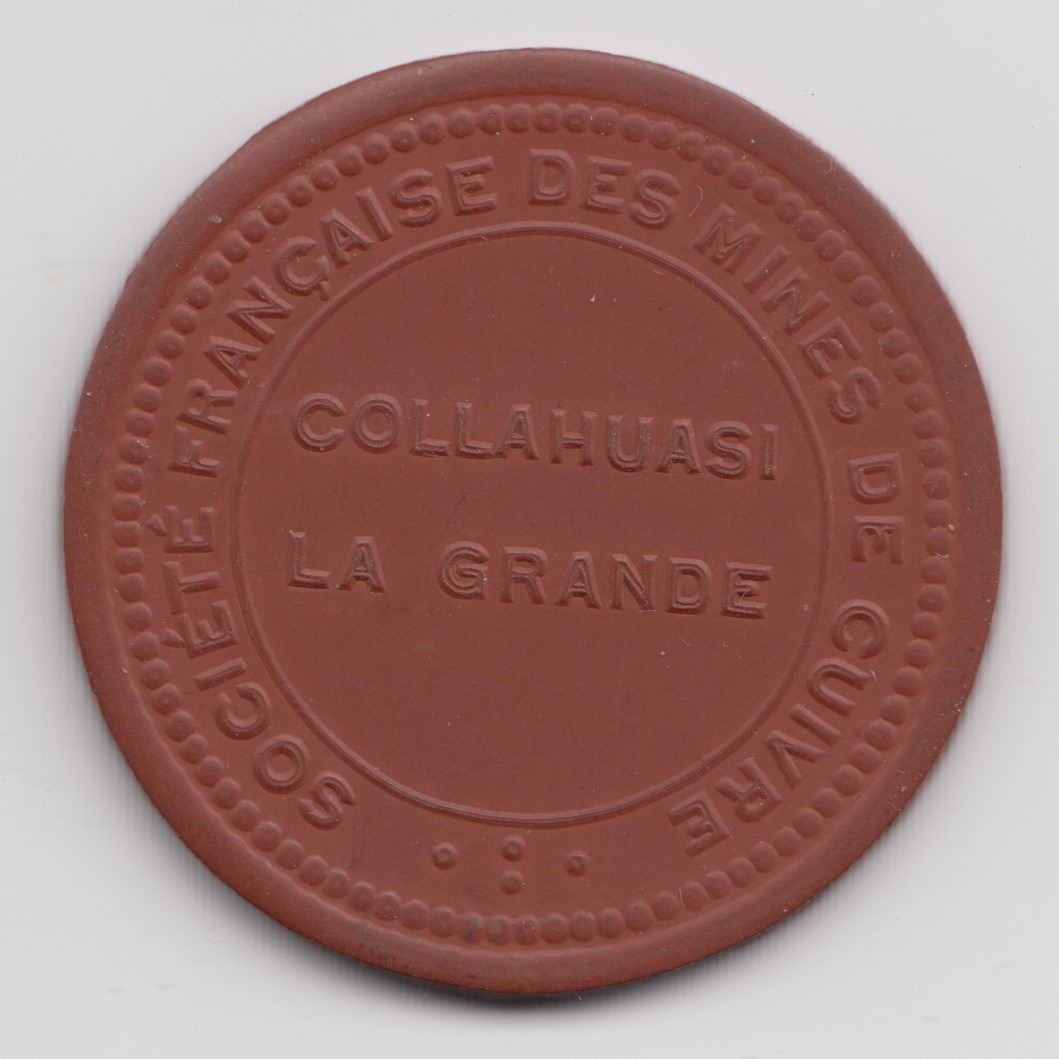 SOCIÉTÉ FRANÇAISE DES MINES DE CUIVRE
COLLAHUASI
LA GRANDE